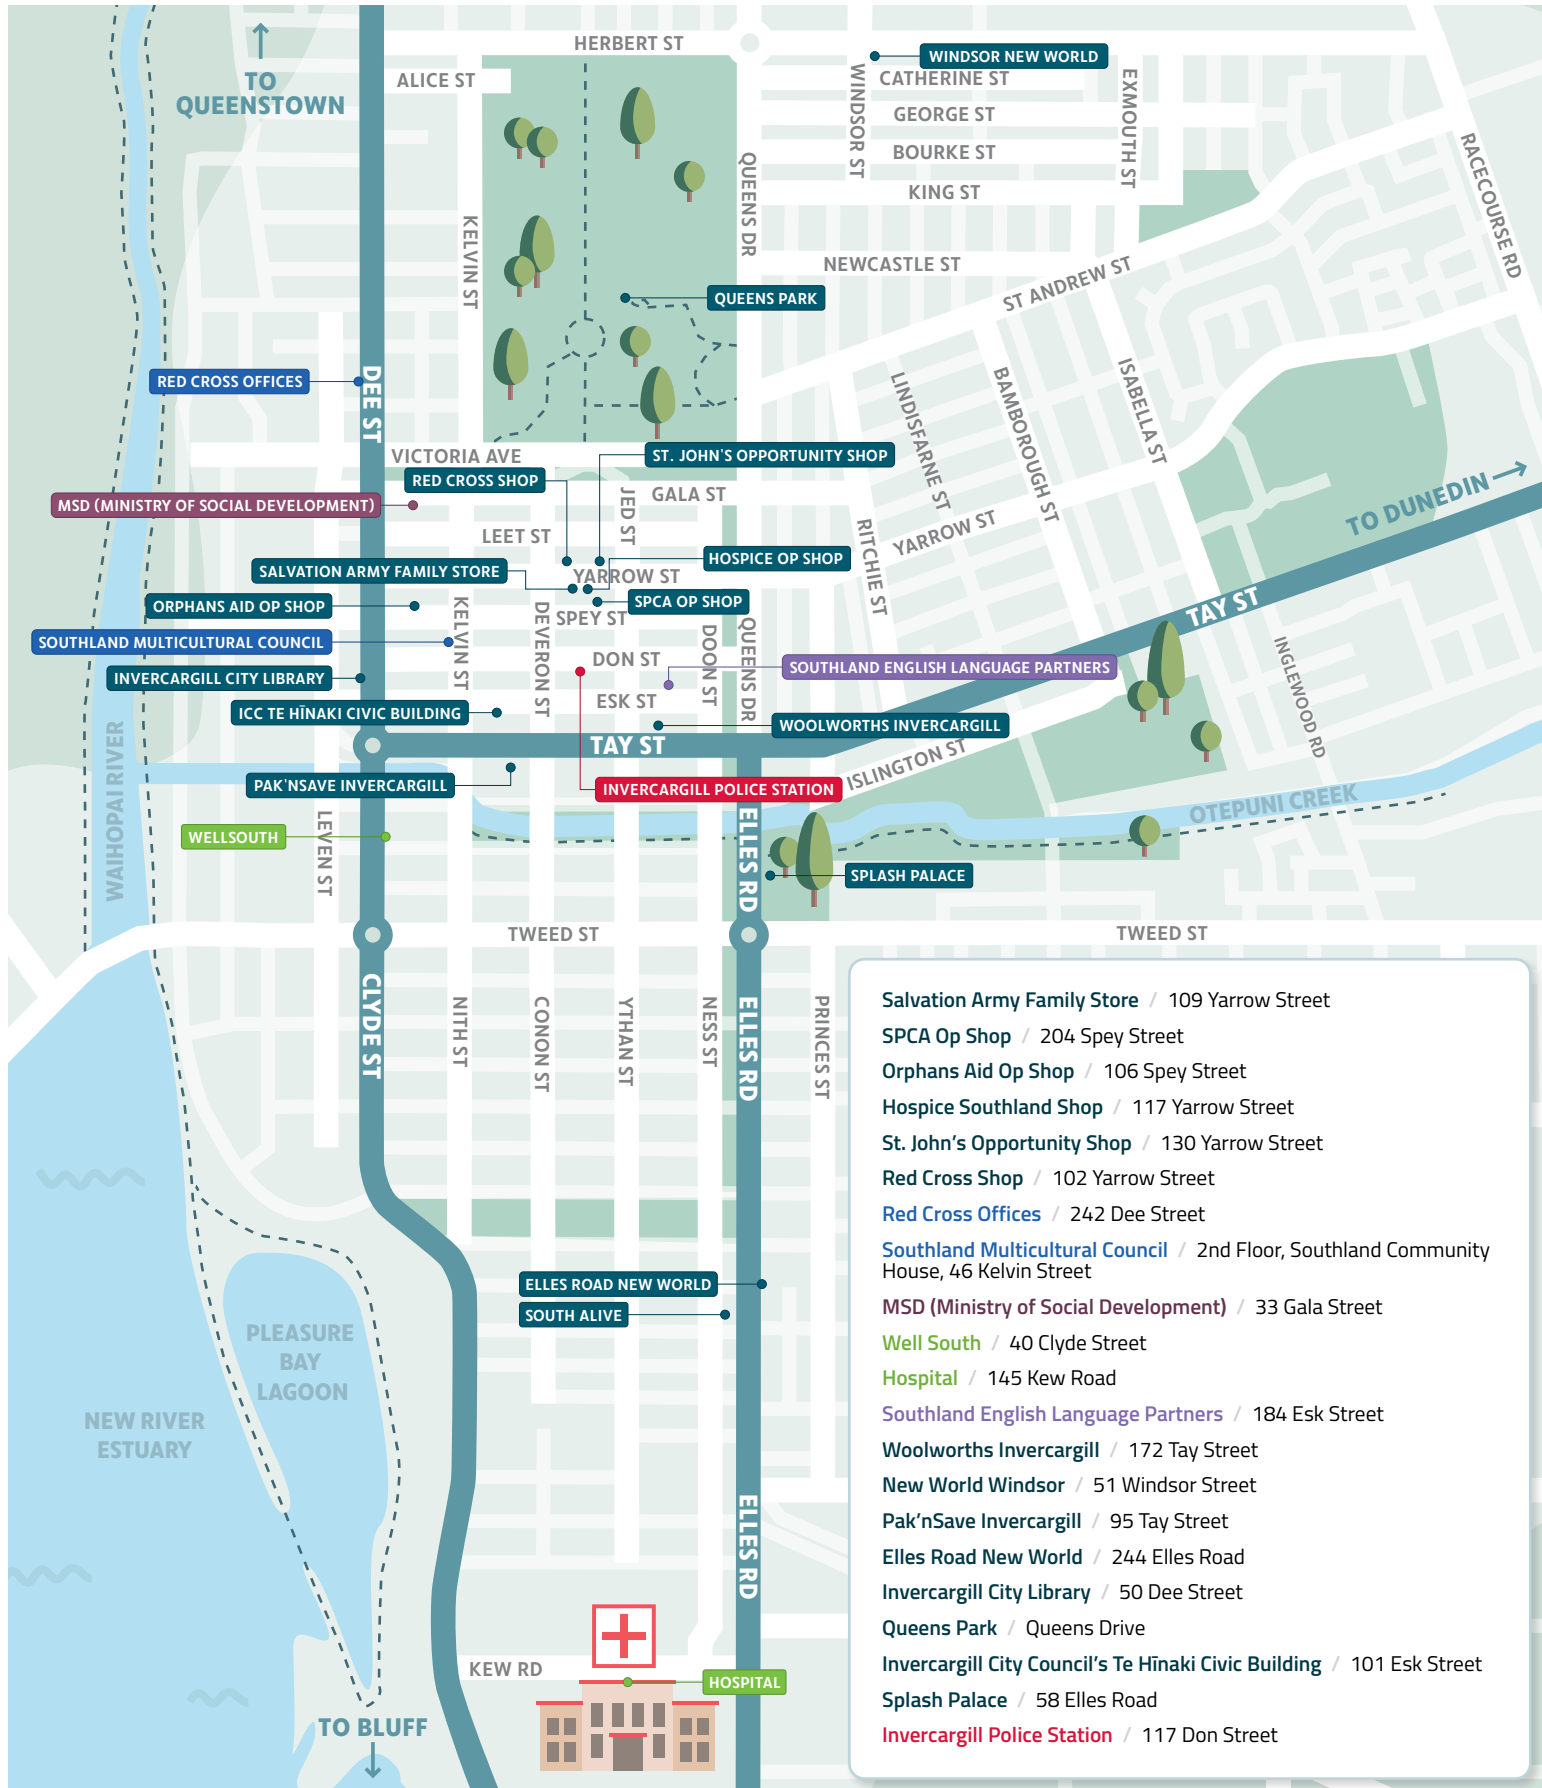 HERBERT ST
WINDSOR NEW WORLD
ALICE ST
CATHERINE ST
TO
QUEENSTOWN
WINDSOR ST
EXMOUTH ST
GEORGE ST
BOURKE ST
KING ST
RACECOURSE RD
QUEENS DR
KELVIN ST
NEWCASTLE ST
ST ANDREW ST
QUEENS PARK
RED CROSS OFFICES
DEE ST
LINDISFARNE ST
BAMBOROUGH ST
ISABELLA ST
VICTORIA AVE
ST. JOHN'S OPPORTUNITY SHOP
RED CROSS SHOP
JED ST
GALA ST
MSD (MINISTRY OF SOCIAL DEVELOPMENT)
TO DUNEDIN
LEET ST
YARROW ST
RITCHIE ST
HOSPICE OP SHOP
SALVATION ARMY FAMILY STORE
YARROW ST
ORPHANS AID OP SHOP
SPCA OP SHOP
TAY ST
KELVIN ST
DEVERON ST
SPEY ST
DOON ST
QUEENS DR
SOUTHLAND MULTICULTURAL COUNCIL
DON ST
SOUTHLAND ENGLISH LANGUAGE PARTNERS
INGLEWOOD RD
INVERCARGILL CITY LIBRARY
ESK ST
ICC TE HĪNAKI CIVIC BUILDING
WOOLWORTHS INVERCARGILL
TAY ST
ISLINGTON ST
WAIHOPAI RIVER
PAK'NSAVE INVERCARGILL
INVERCARGILL POLICE STATION
OTEPUNI CREEK
WELLSOUTH
LEVEN ST
ELLES RD
SPLASH PALACE
TWEED ST
TWEED ST
CLYDE ST
NITH ST
CONON ST
YTHAN ST
NESS ST
ELLES RD
PRINCES ST
ELLES ROAD NEW WORLD
SOUTH ALIVE
PLEASURE
BAY
LAGOON
NEW RIVER
ESTUARY
ELLES RD
KEW RD
HOSPITAL
TO BLUFF
Salvation Army Family Store / 109 Yarrow Street
SPCA Op Shop / 204 Spey Street
Orphans Aid Op Shop / 106 Spey Street
Hospice Southland Shop / 117 Yarrow Street
St. John's Opportunity Shop / 130 Yarrow Street
Red Cross Shop / 102 Yarrow Street
Red Cross Offices / 242 Dee Street
Southland Multicultural Council / 2nd Floor, Southland Community
House, 46 Kelvin Street
MSD (Ministry of Social Development) / 33 Gala Street
Well South / 40 Clyde Street
Hospital / 145 Kew Road
Southland English Language Partners / 184 Esk Street
Woolworths Invercargill / 172 Tay Street
New World Windsor / 51 Windsor Street
Pak'nSave Invercargill / 95 Tay Street
Elles Road New World / 244 Elles Road
Invercargill City Library / 50 Dee Street
Queens Park / Queens Drive
Invercargill City Council's Te Hīnaki Civic Building / 101 Esk Street
Splash Palace / 58 Elles Road
Invercargill Police Station / 117 Don Street